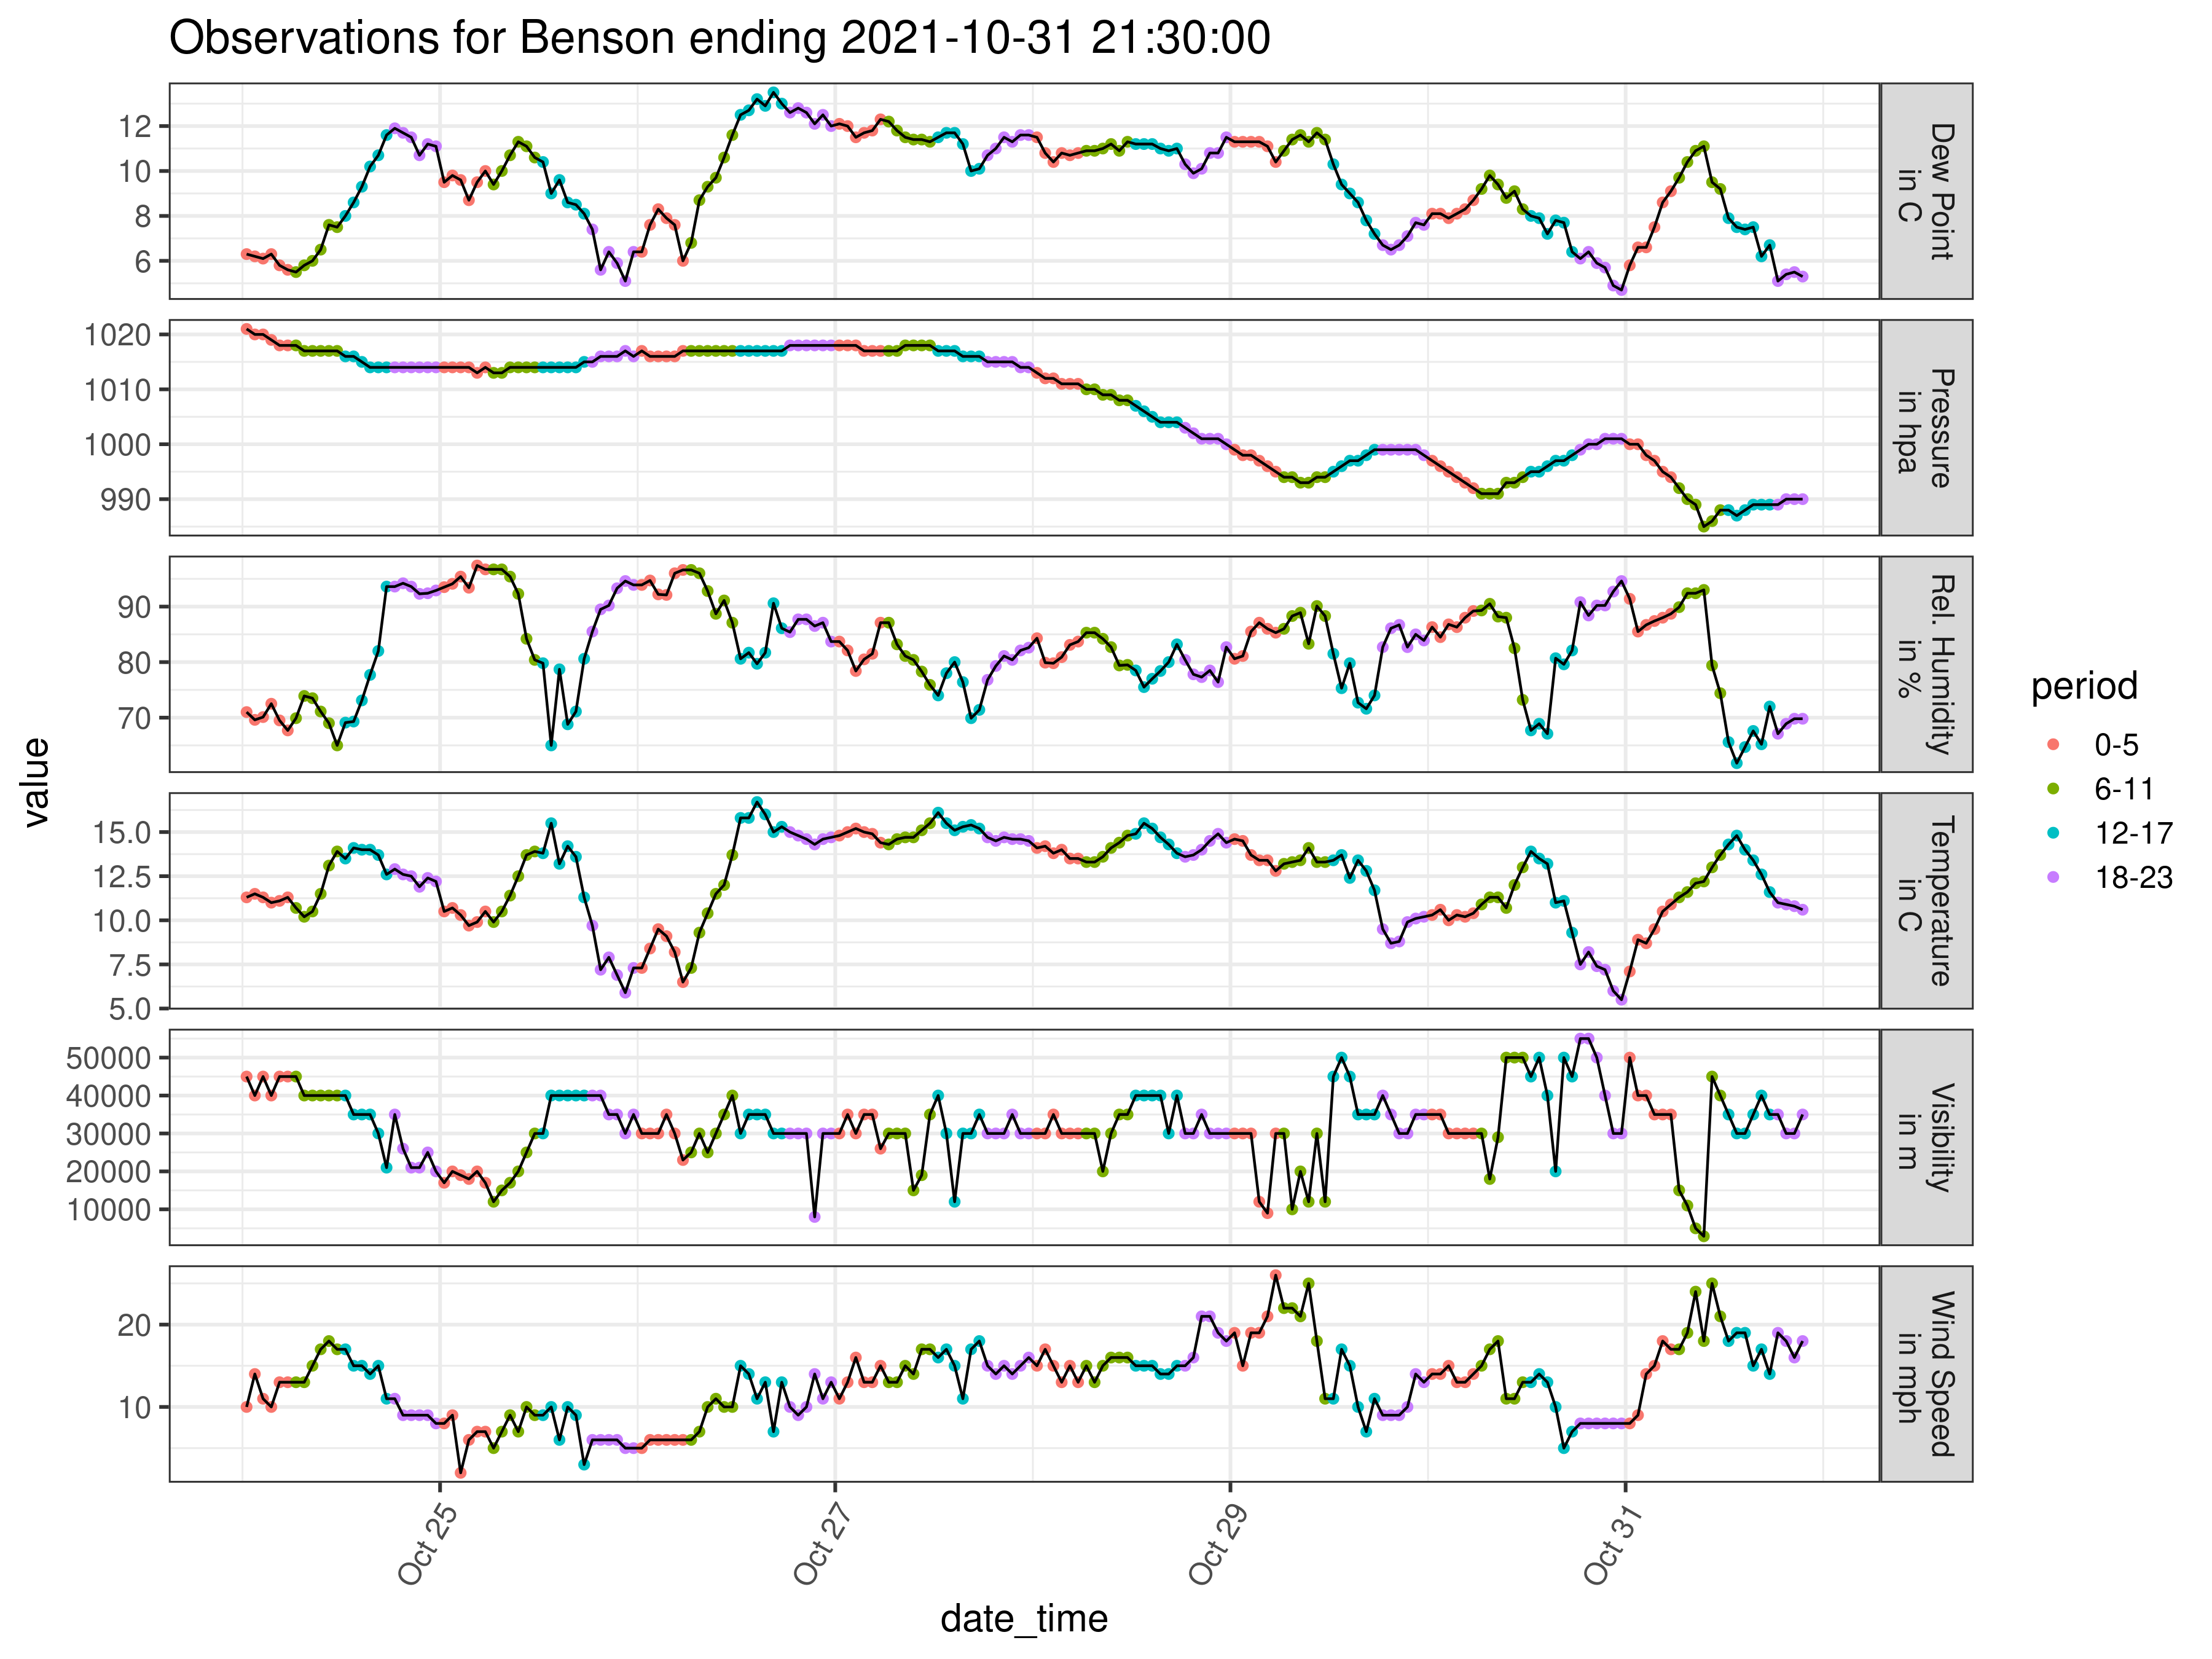 Observations for Benson ending 2021-10-31 21:30:00
value
12
10
8
6
Dew Point
in C
1020
1010
1000
990
Pressure
in hpa
90
80
70
Rel. Humidity
in %
15.0
12.5
10.0
7.5
5.0
Temperature
in C
50000
40000
30000
20000
10000
Visibility
in m
20
10
Wind Speed
in mph
Oct 25
Oct 27
Oct 29
Oct 31
date_time
period
0-5
6-11
12-17
18-23